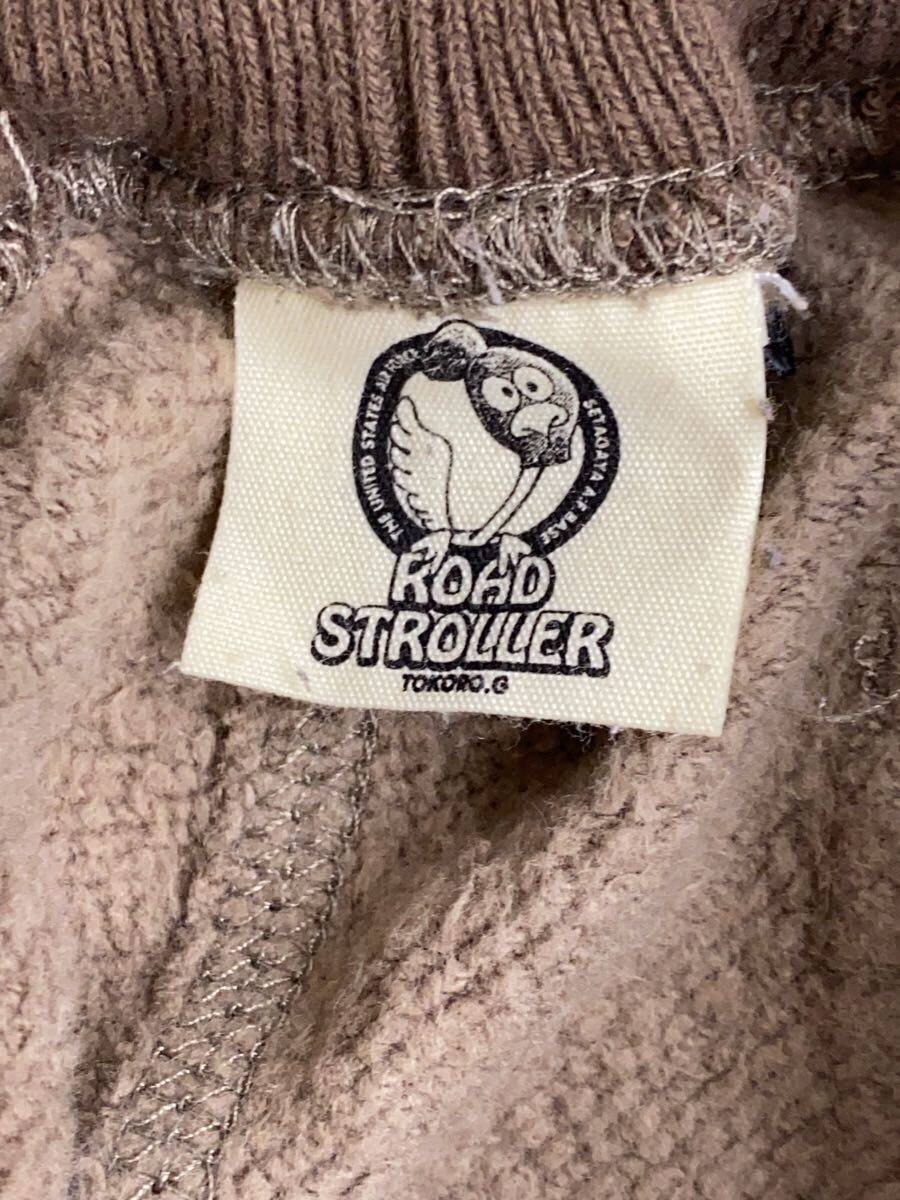 THE UNITED STATES AIR FORCE
SETAGAYA A.F BASE
ROAD
STROLLER
TOKORO.G